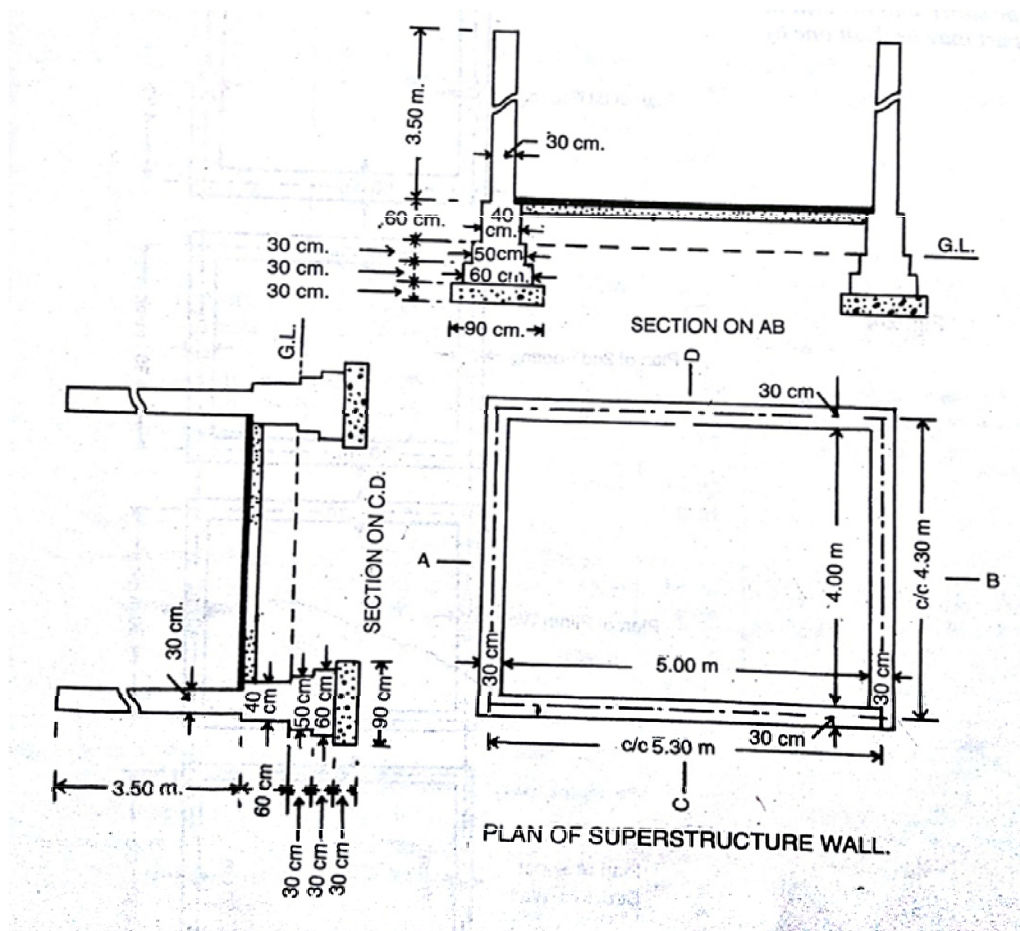 3.50 m.
30 cm.
60 cm.
40
cm.
30 cm.
50cm
30 cm.
60 cm.
30 cm.
G.L.
90 cm.
SECTION ON AB
G.L.
D
30 cm
SECTION ON C.D.
A
4.00 m
c/c 4.30 m
B
30 cm.
30 cm
5.00 m
30 cm
40
cm
50 cm
60 cm
90 cm
30 cm
c/c 5.30 m
3.50 m.
60 cm
C
30 cm
30 cm
30 cm
PLAN OF SUPERSTRUCTURE WALL.